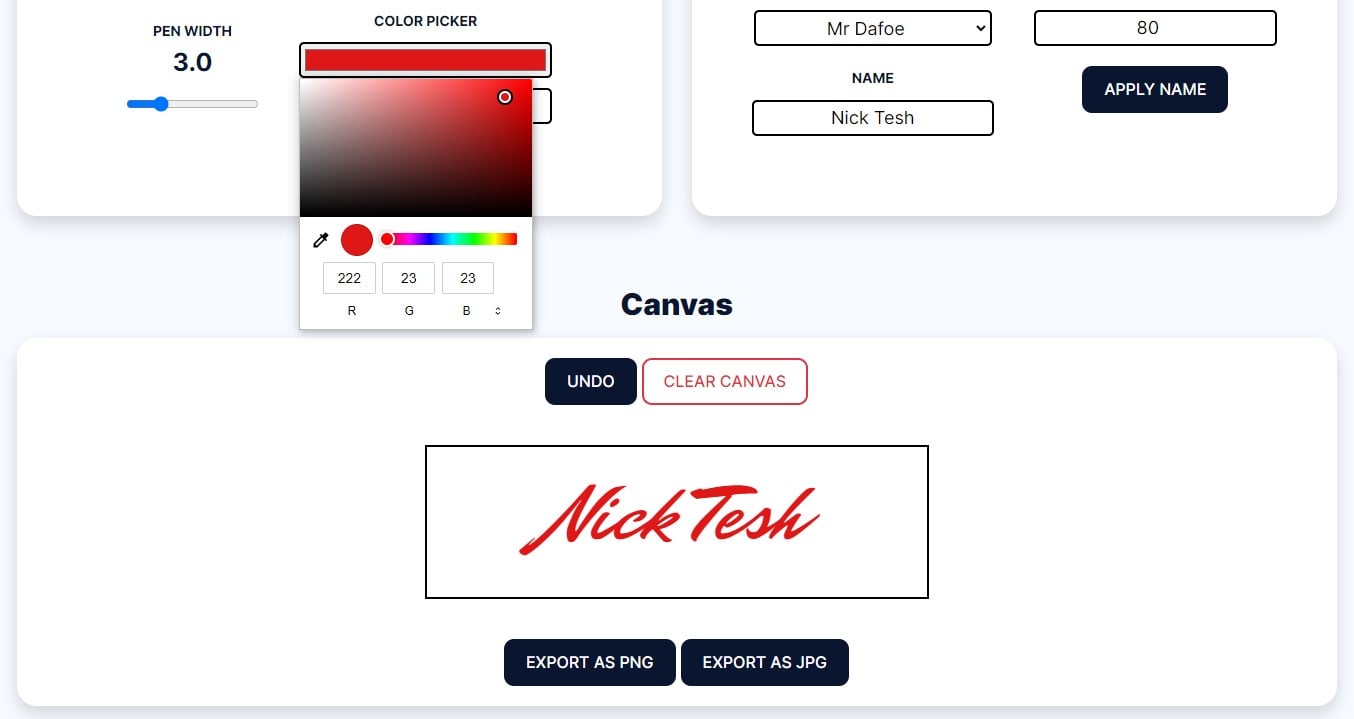 PEN WIDTH
3.0
COLOR PICKER
222 23 23
R G B
Mr Dafoe
80
NAME
Nick Tesh
APPLY NAME
Canvas
UNDO CLEAR CANVAS
Nick Tesh
EXPORT AS PNG EXPORT AS JPG